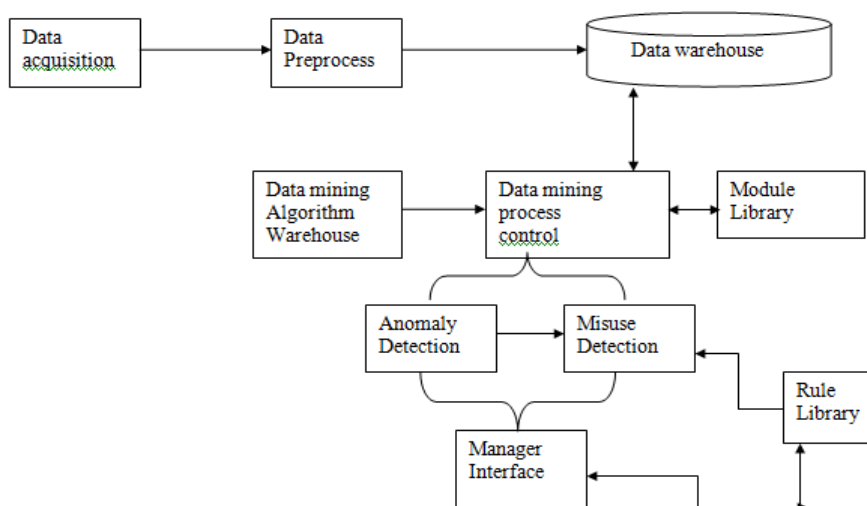 Data
acquisition
Data
Preprocess
Data warehouse
Data mining
Algorithm
Warehouse
Data mining
process
control
Module
Library
Anomaly
Detection
Misuse
Detection
Rule
Library
Manager
Interface